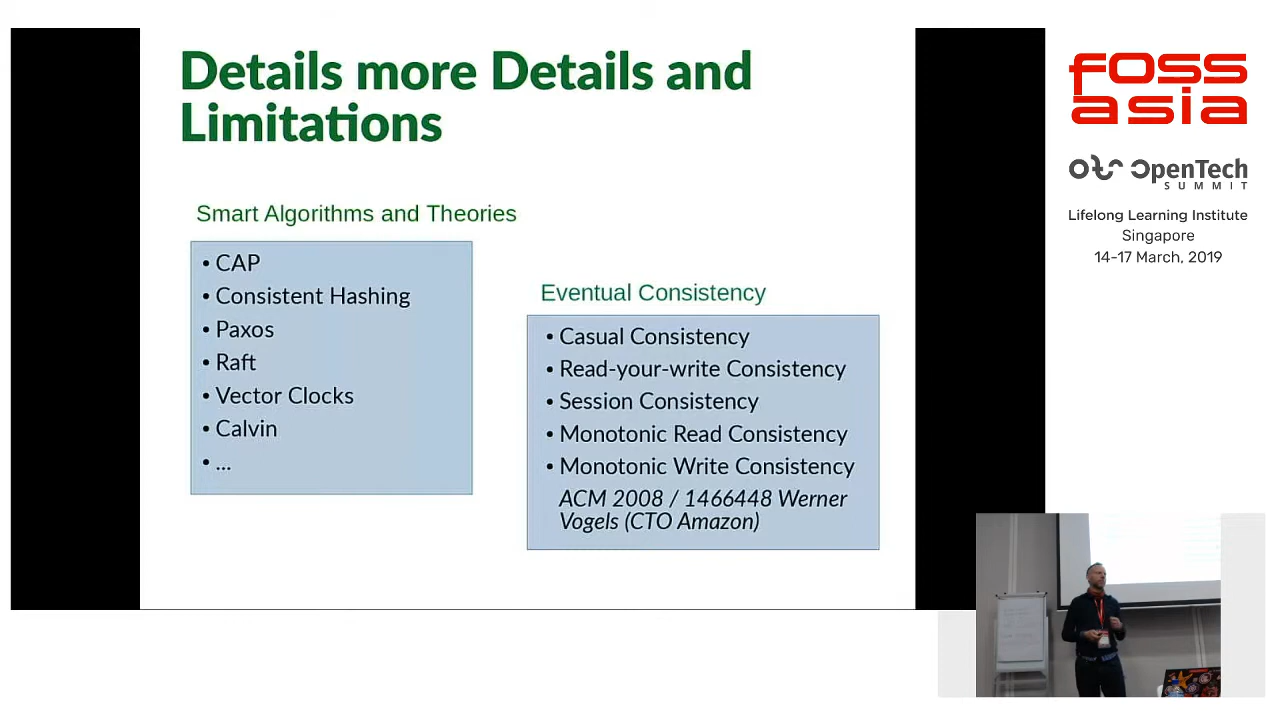 Details more Details and
Limitations
Smart Algorithms and Theories
• CAP
• Consistent Hashing
• Paxos
• Raft
• Vector Clocks
• Calvin
• ...
Eventual Consistency
• Casual Consistency
• Read-your-write Consistency
• Session Consistency
• Monotonic Read Consistency
• Monotonic Write Consistency
ACM 2008 / 1466448 Werner
Vogels (CTO Amazon)
FOSS
asia
OpenTech
SUMMIT
Lifelong Learning Institute
Singapore
14-17 March, 2019